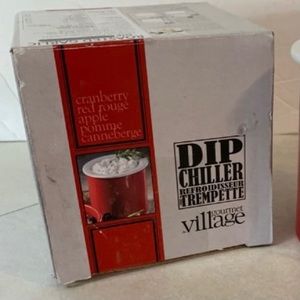 cranberry
red rouge
apple
pomme
canneberge
DIP
CHILLER
REFROIDISSEUR
TREMPETTE
gourmet
village